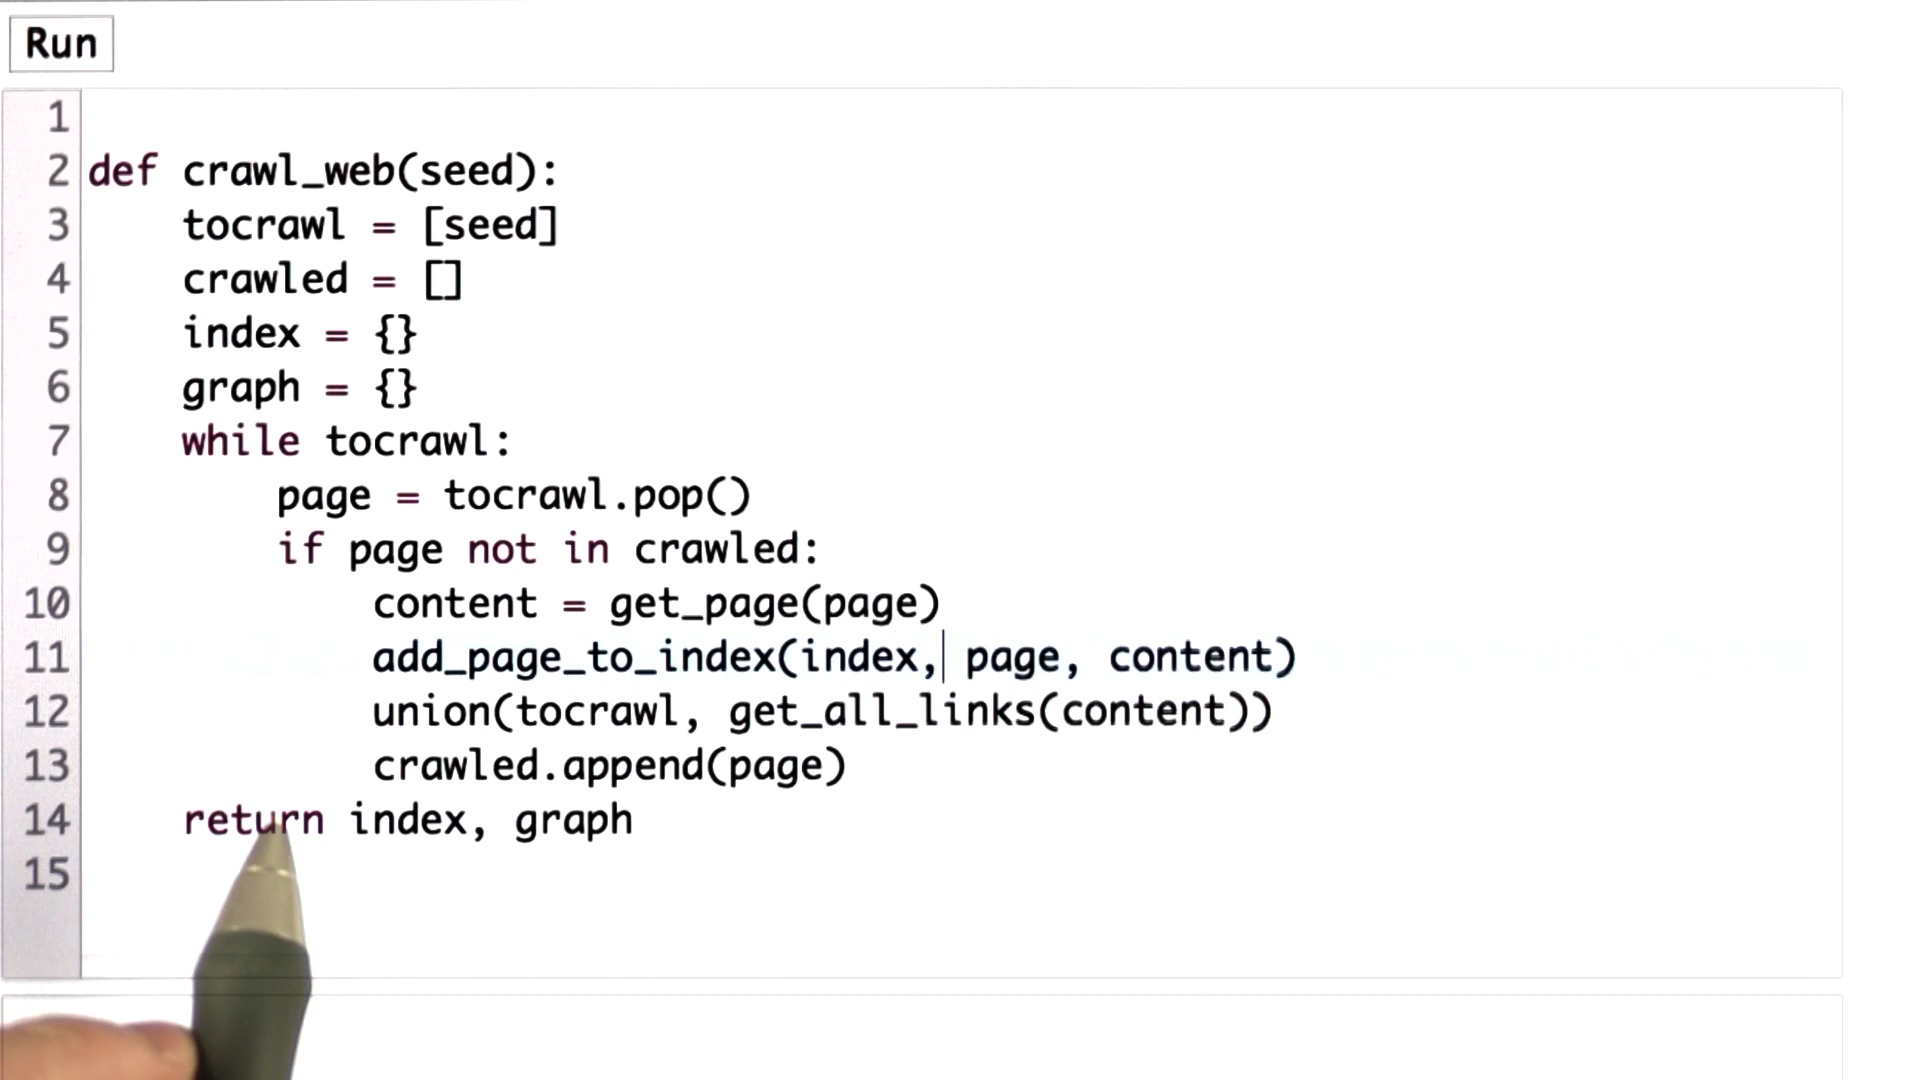 Run
1
2 def crawl_web(seed):
3     tocrawl = [seed]
4     crawled = []
5     index = {}
6     graph = {}
7     while tocrawl:
8         page = tocrawl.pop()
9         if page not in crawled:
10             content = get_page(page)
11             add_page_to_index(index, page, content)
12             union(tocrawl, get_all_links(content))
13             crawled.append(page)
14     return index, graph
15